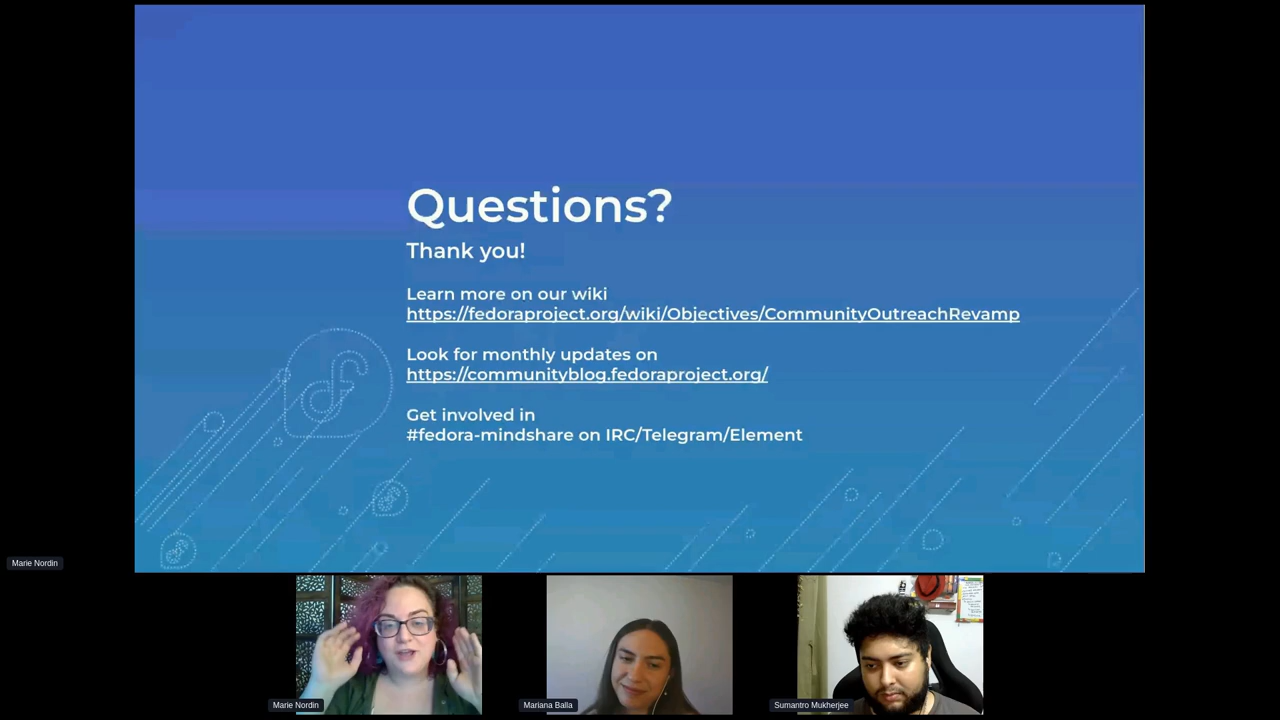 Questions?
Thank you!
Learn more on our wiki
https://fedoraproject.org/wiki/Objectives/CommunityOutreachRevamp
Look for monthly updates on
https://communityblog.fedoraproject.org/
Get involved in
#fedora-mindshare on IRC/Telegram/Element
Marie Nordin
Marie Nordin
Mariana Balla
Sumantro Mukherjee